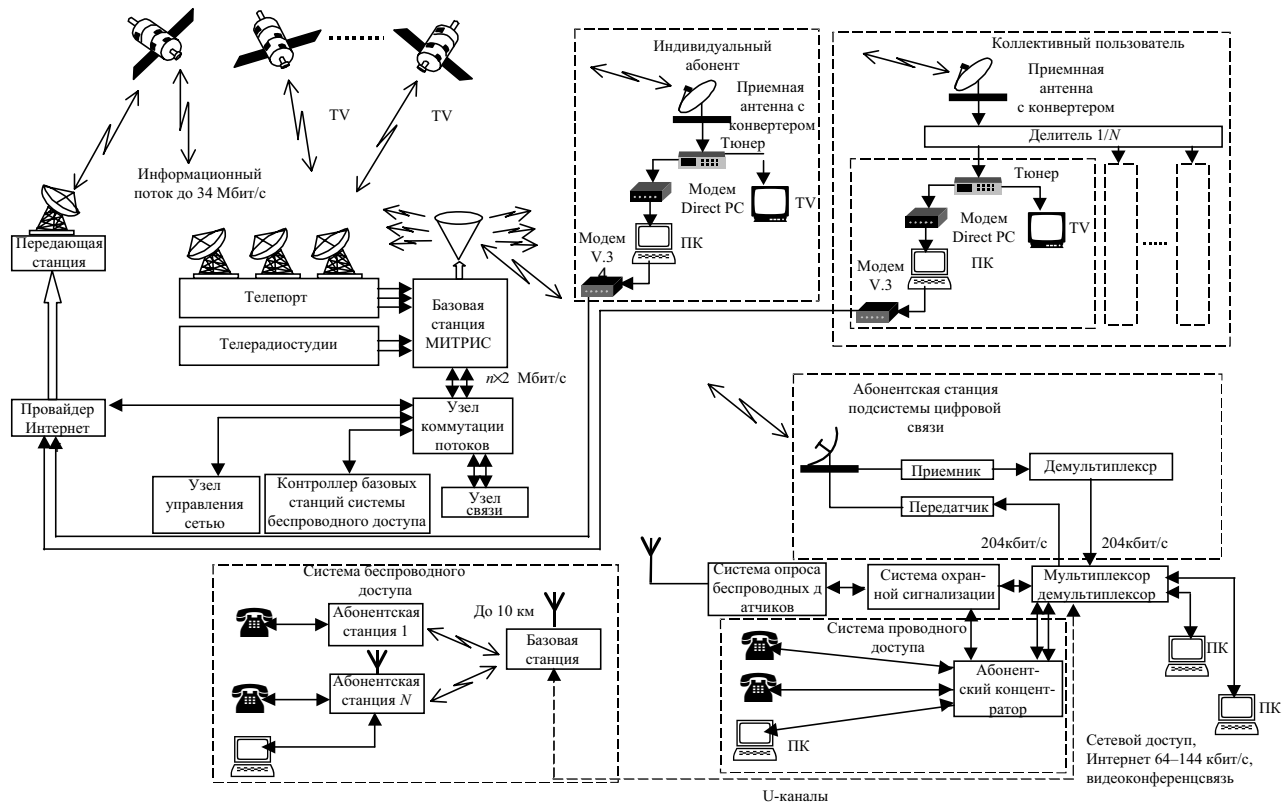 TV
TV
Информационный
поток до 34 Мбит/с
Передающая
станция
Телепорт
Телерадиостудии
Базовая
станция
МИТРИС
n×2 Мбит/с
Провайдер
Интернет
Узел
коммутации
потоков
Узел
управления
сетью
Контроллер базовых
станций системы
беспроводного доступа
Узел
связи
Индивидуальный
абонент
Приемная
антенна с
конвертером
Тюнер
Модем
Direct PC
TV
ПК
Модем
V.3
4
Коллективный пользователь
Приемнная
антенна
с конвертером
Делитель 1/N
Тюнер
Модем
Direct PC
TV
ПК
Модем
V.3
Абонентская станция
подсистемы цифровой
связи
Приемник
Демультиплекср
Передатчик
204кбит/с
204кбит/с
Система опроса
беспроводных д
атчиков
Система охран-
ной сигнализации
Мультиплексор
демультиплексор
Система проводного
доступа
Абонент-
ский концент-
ратор
ПК
ПК
ПК
Сетевой доступ,
Интернет 64–144 кбит/с,
видеоконференцсвязь
Система беспроводного
доступа
До 10 км
Абонентская
станция 1
Базовая
станция
Абонентская
станция N
U-каналы